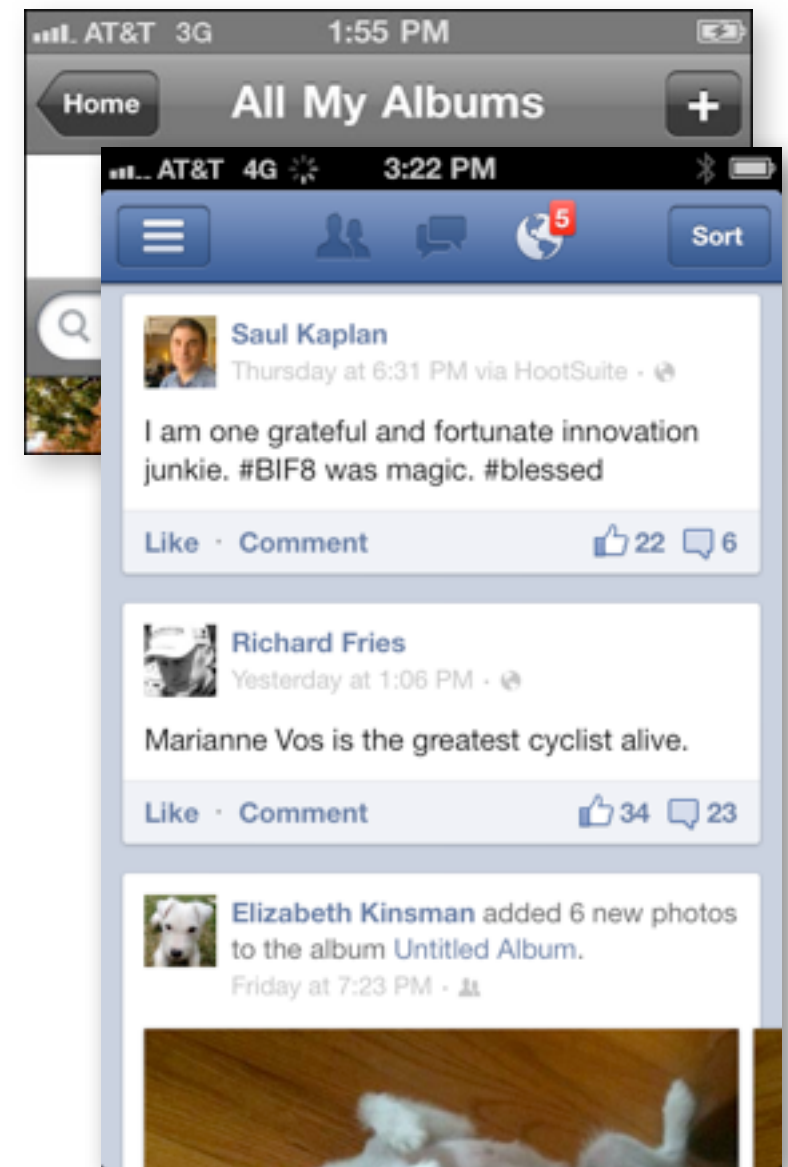 AT&T 3G 1:55 PM
Home All My Albums +
AT&T 4G 3:22 PM
5 Sort
Saul Kaplan
Thursday at 6:31 PM via HootSuite ·
I am one grateful and fortunate innovation
junkie. #BIF8 was magic. #blessed
Like · Comment 22 6
Richard Fries
Yesterday at 1:06 PM ·
Marianne Vos is the greatest cyclist alive.
Like · Comment 34 23
Elizabeth Kinsman added 6 new photos
to the album Untitled Album.
Friday at 7:23 PM ·